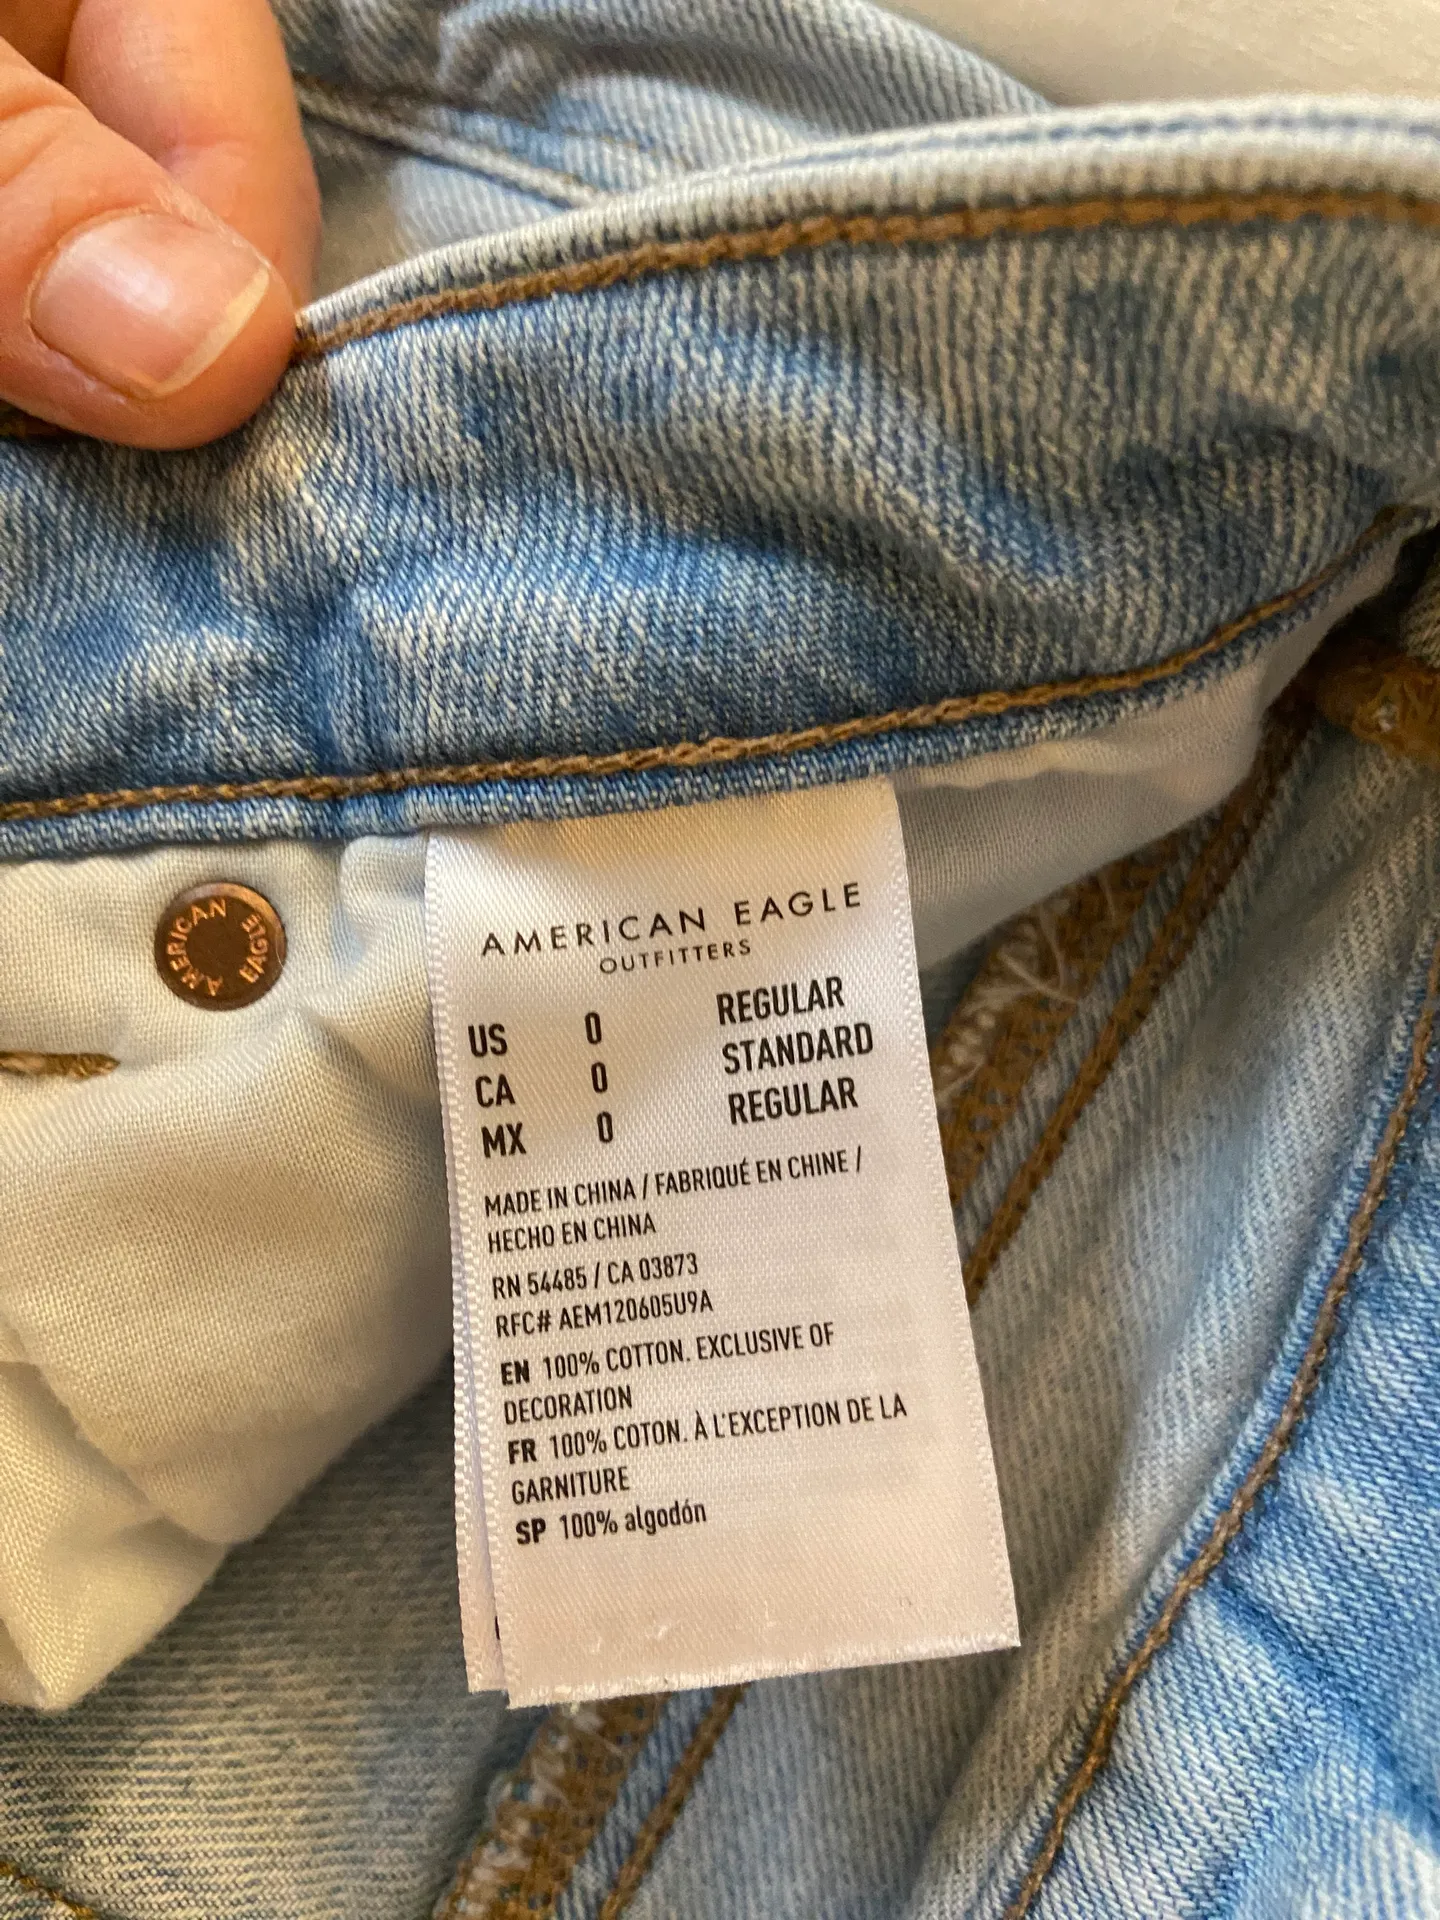 AMERICAN EAGLE
OUTFITTERS
US 0 REGULAR
CA 0 STANDARD
MX 0 REGULAR
MADE IN CHINA / FABRIQUÉ EN CHINE /
HECHO EN CHINA
RN 54485 / CA 03873
RFC# AEM120605U9A
EN 100% COTTON. EXCLUSIVE OF
DECORATION
FR 100% COTON. À L'EXCEPTION DE LA
GARNITURE
SP 100% algodón
AMERICAN EAGLE